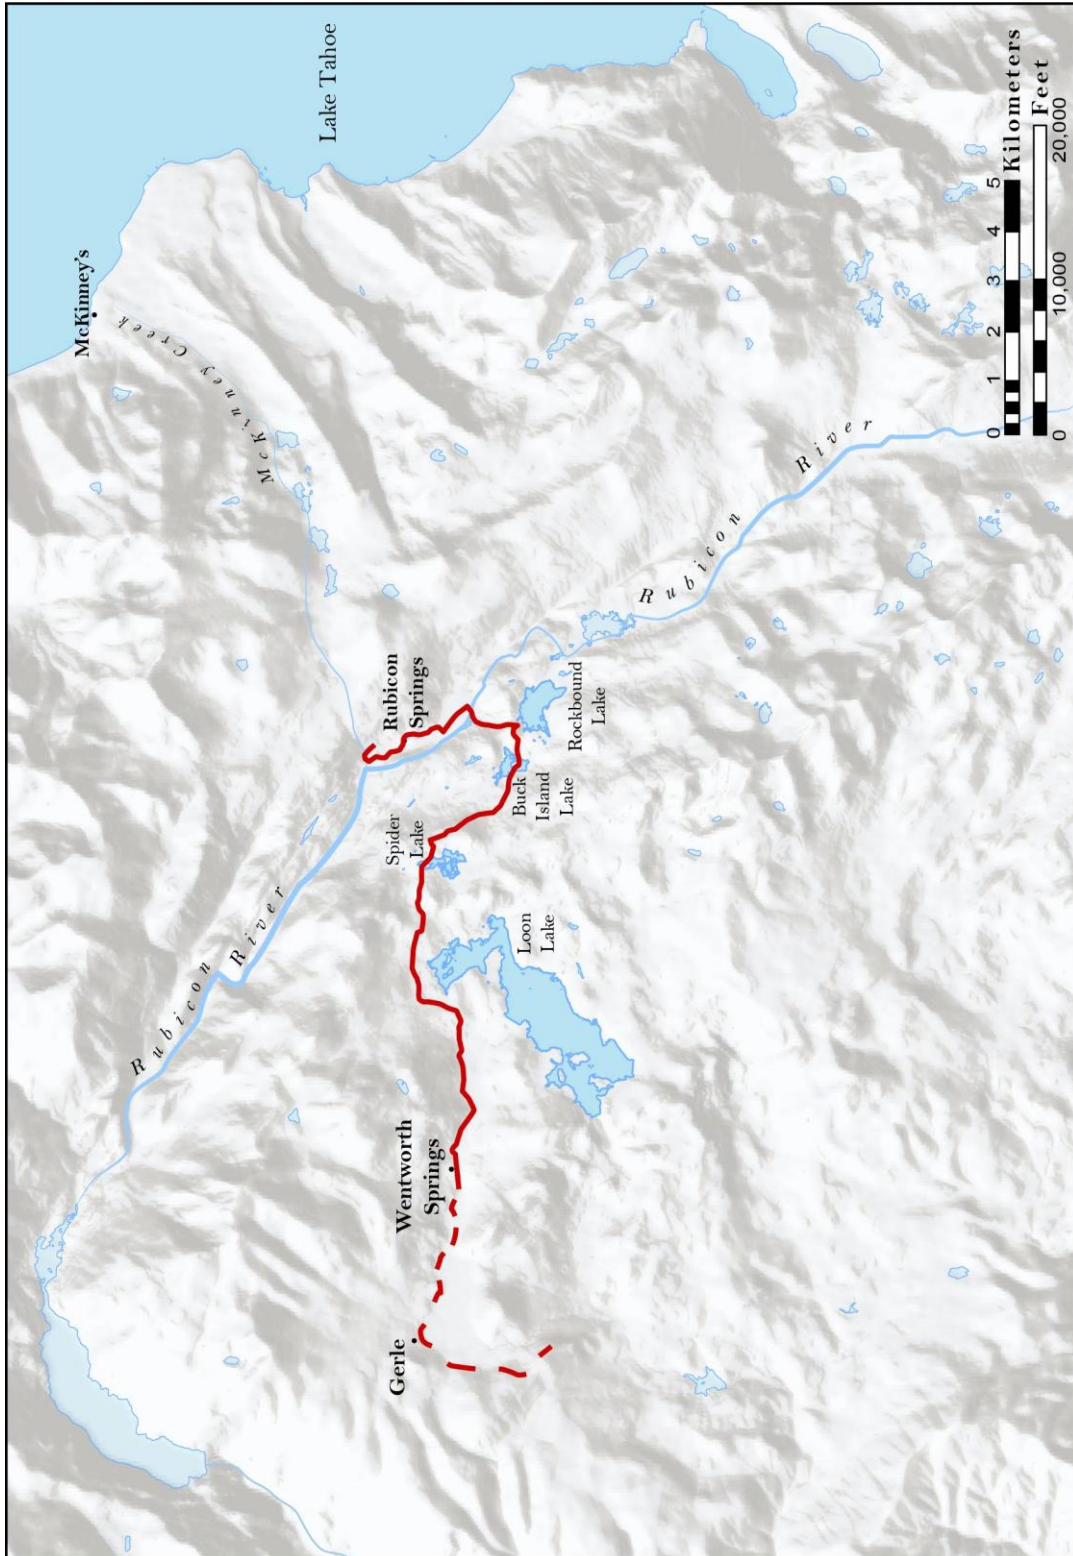 McKinney's
Lake Tahoe
McKinney Creek
Rubicon
River
Rubicon
Springs
Rubicon
River
Spider
Lake
Buck
Island
Lake
Rockbound
Lake
Loon
Lake
Wentworth
Springs
Gerle
0 1 2 3 4 5
Kilometers
Feet
0 10,000 20,000